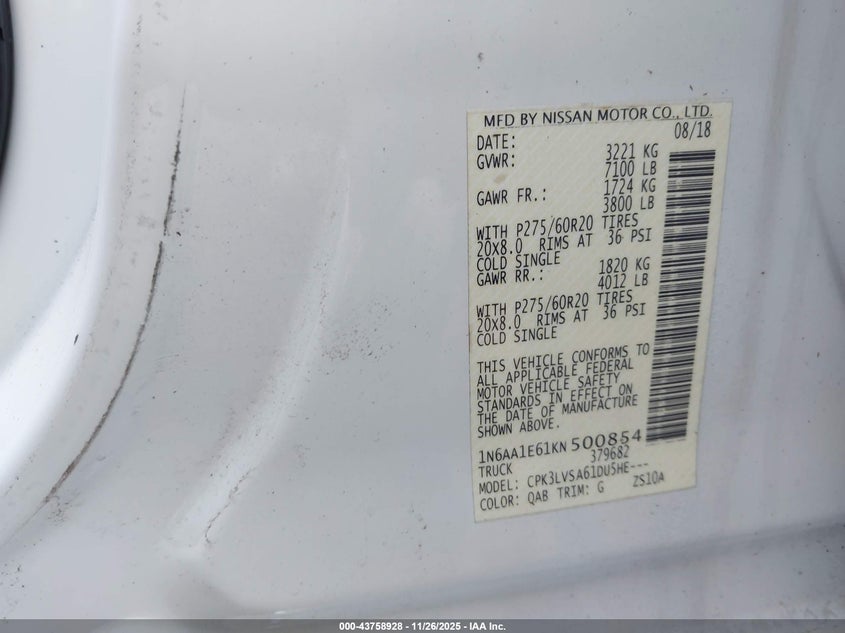 MFD BY NISSAN MOTOR CO., LTD.
DATE: 08/18
GVWR: 3221 KG
7100 LB
GAWR FR.: 1724 KG
3800 LB
WITH P275/60R20 TIRES
20X8.0 RIMS AT 36 PSI
COLD SINGLE
GAWR RR.: 1820 KG
4012 LB
WITH P275/60R20 TIRES
20X8.0 RIMS AT 36 PSI
COLD SINGLE
THIS VEHICLE CONFORMS TO
ALL APPLICABLE FEDERAL
MOTOR VEHICLE SAFETY
STANDARDS IN EFFECT ON
THE DATE OF MANUFACTURE
SHOWN ABOVE.
1N6AA1E61KN500854
TRUCK 379682
MODEL: CPK3LVSA61DU5HE---
COLOR: QAB TRIM: G ZS10A
000-43758928 - 11/26/2025 - IAA Inc.